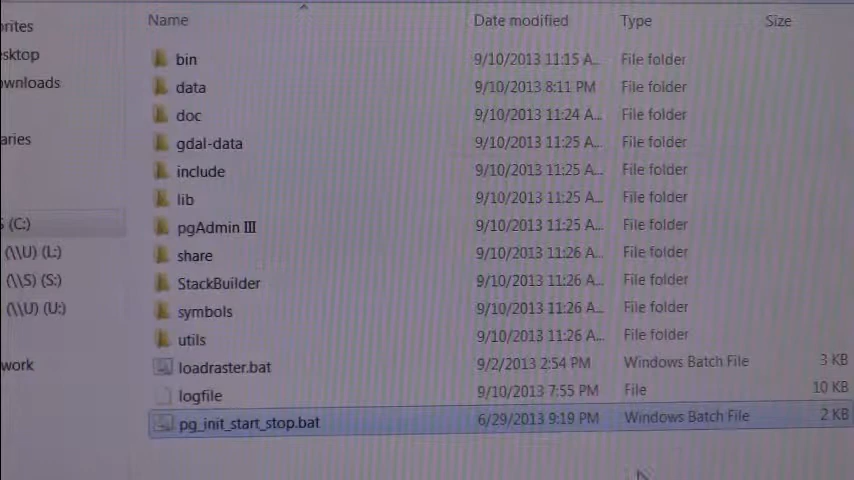 Name Date modified Type Size
orites
bin 9/10/2013 11:15 A... File folder
esktop
data 9/10/2013 8:11 PM File folder
ownloads
doc 9/10/2013 11:24 A... File folder
aries
gdal-data 9/10/2013 11:25 A... File folder
include 9/10/2013 11:25 A... File folder
lib 9/10/2013 11:25 A... File folder
(C:)
pgAdmin III 9/10/2013 11:25 A... File folder
(\\U) (L:)
share 9/10/2013 11:26 A... File folder
(\\S) (S:)
StackBuilder 9/10/2013 11:26 A... File folder
(\\U) (U:)
symbols 9/10/2013 11:26 A... File folder
utils 9/10/2013 11:26 A... File folder
work
loadraster.bat 9/2/2013 2:54 PM Windows Batch File 3 KB
logfile 9/10/2013 7:55 PM File 10 KB
pg_init_start_stop.bat 6/29/2013 9:19 PM Windows Batch File 2 KB